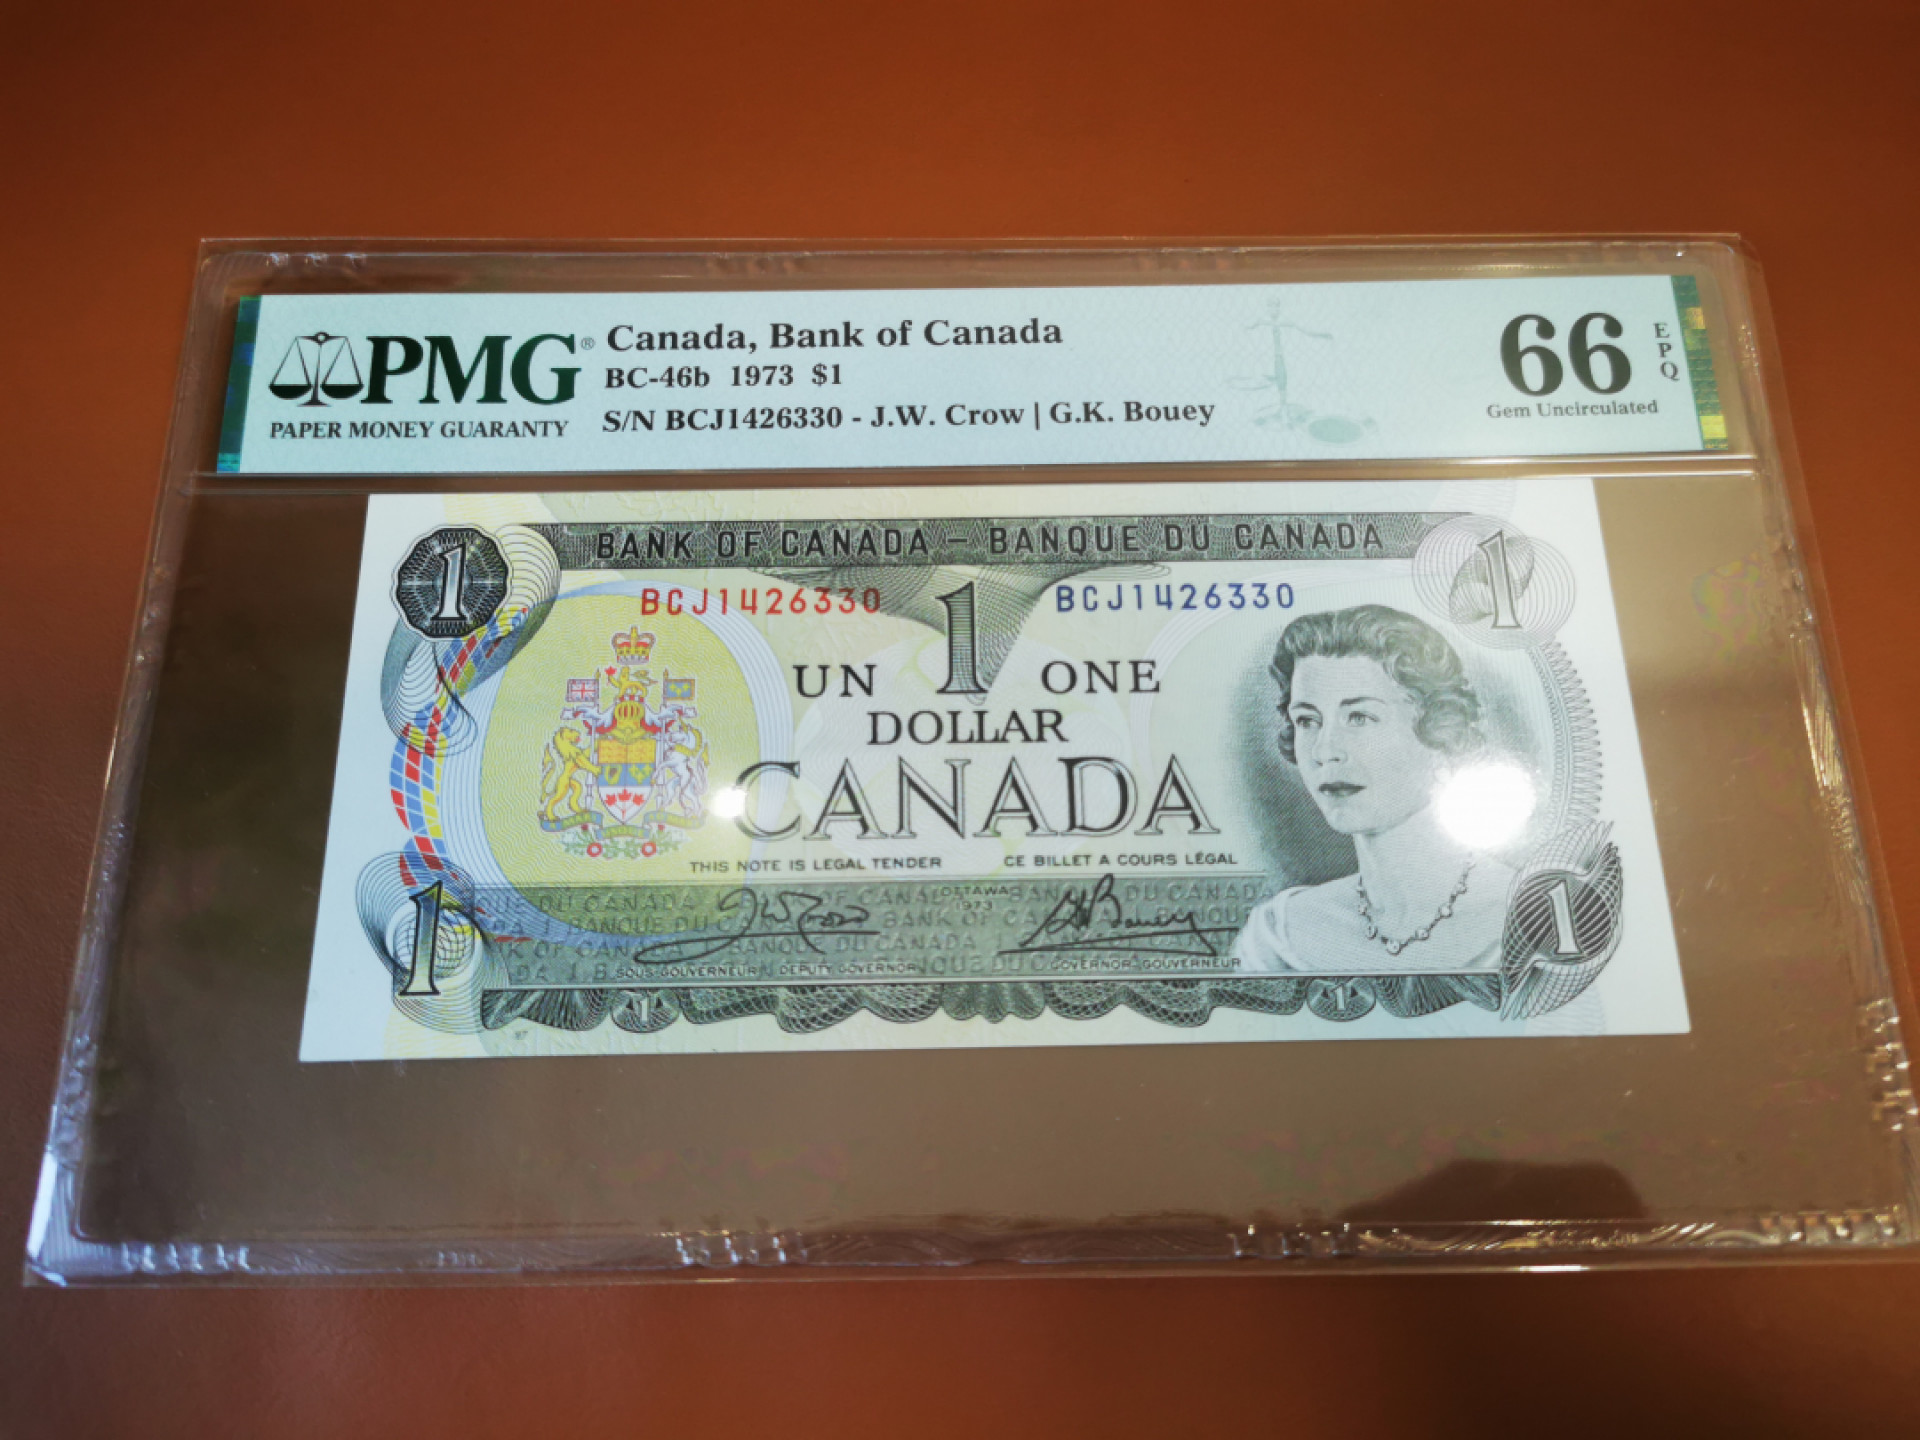 PMG®
PAPER MONEY GUARANTY
Canada, Bank of Canada
BC-46b 1973 $1
S/N BCJ1426330 - J.W. Crow | G.K. Bouey
66
EPQ
Gem Uncirculated
BANK OF CANADA – BANQUE DU CANADA
1
1
BCJ1426330
1
BCJ1426330
UN
ONE
DOLLAR
CANADA
THIS NOTE IS LEGAL TENDER
CE BILLET A COURS LÉGAL
OTTAWA
1973
SOUS-GOUVERNEUR DEPUTY GOVERNOR
GOVERNOR-GOUVERNEUR
1
1
1
1